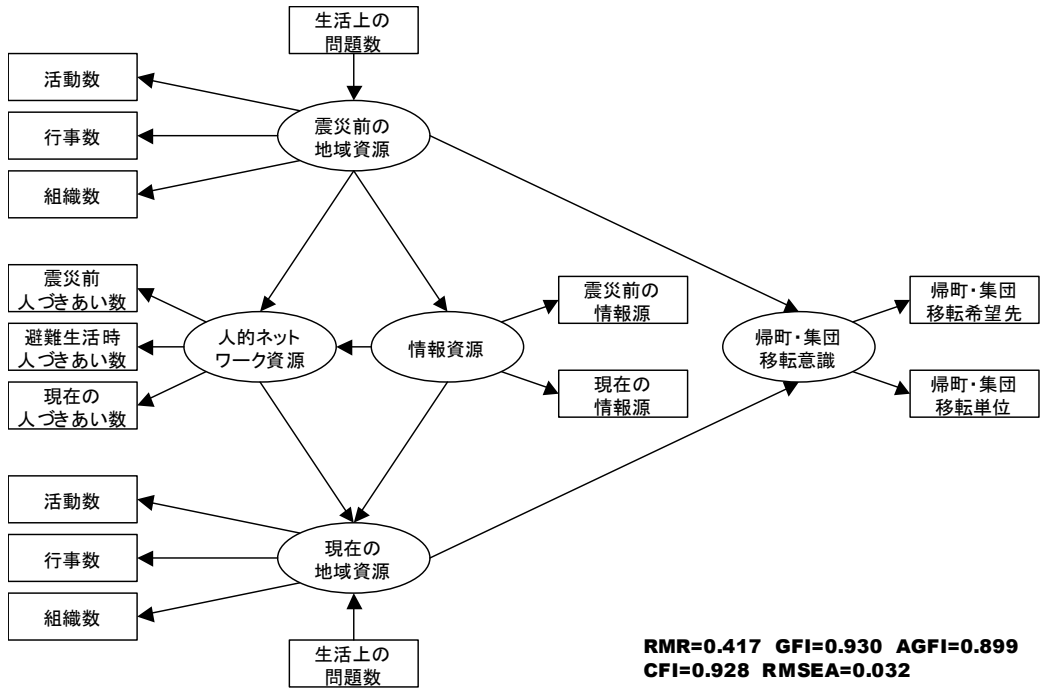 生活上の
問題数
活動数
行事数
組織数
震災前の
地域資源
震災前
人づきあい数
避難生活時
人づきあい数
現在の
人づきあい数
人的ネット
ワーク資源
情報資源
震災前の
情報源
現在の
情報源
帰町・集団
移転意識
帰町・集団
移転希望先
帰町・集団
移転単位
活動数
行事数
組織数
現在の
地域資源
生活上の
問題数
RMR=0.417 GFI=0.930 AGFI=0.899
CFI=0.928 RMSEA=0.032